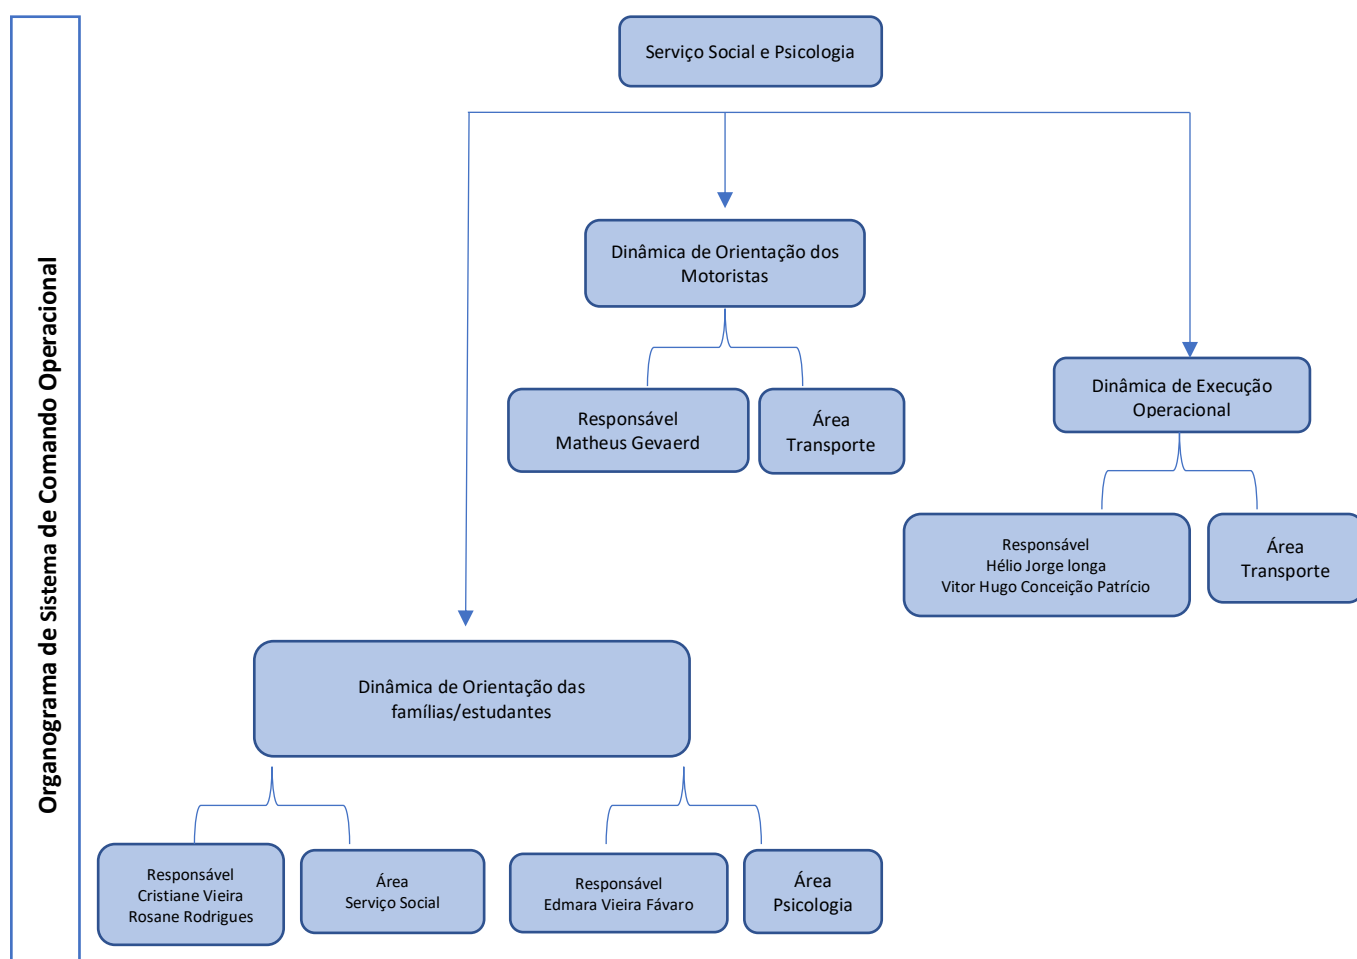 Organograma de Sistema de Comando Operacional
Serviço Social e Psicologia
Dinâmica de Orientação dos
Motoristas
Responsável
Matheus Gevaerd
Área
Transporte
Dinâmica de Execução
Operacional
Responsável
Hélio Jorge longa
Vitor Hugo Conceição Patrício
Área
Transporte
Dinâmica de Orientação das
famílias/estudantes
Responsável
Cristiane Vieira
Rosane Rodrigues
Área
Serviço Social
Responsável
Edmara Vieira Fávaro
Área
Psicologia